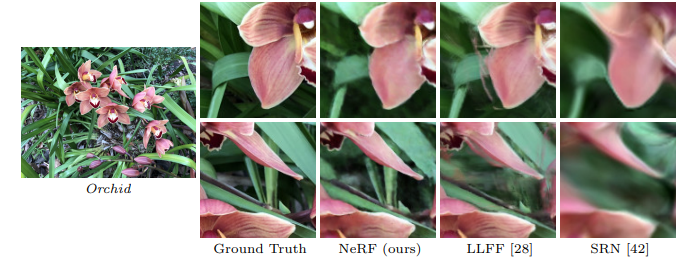 Orchid
Ground Truth
NeRF (ours)
LLFF [28]
SRN [42]